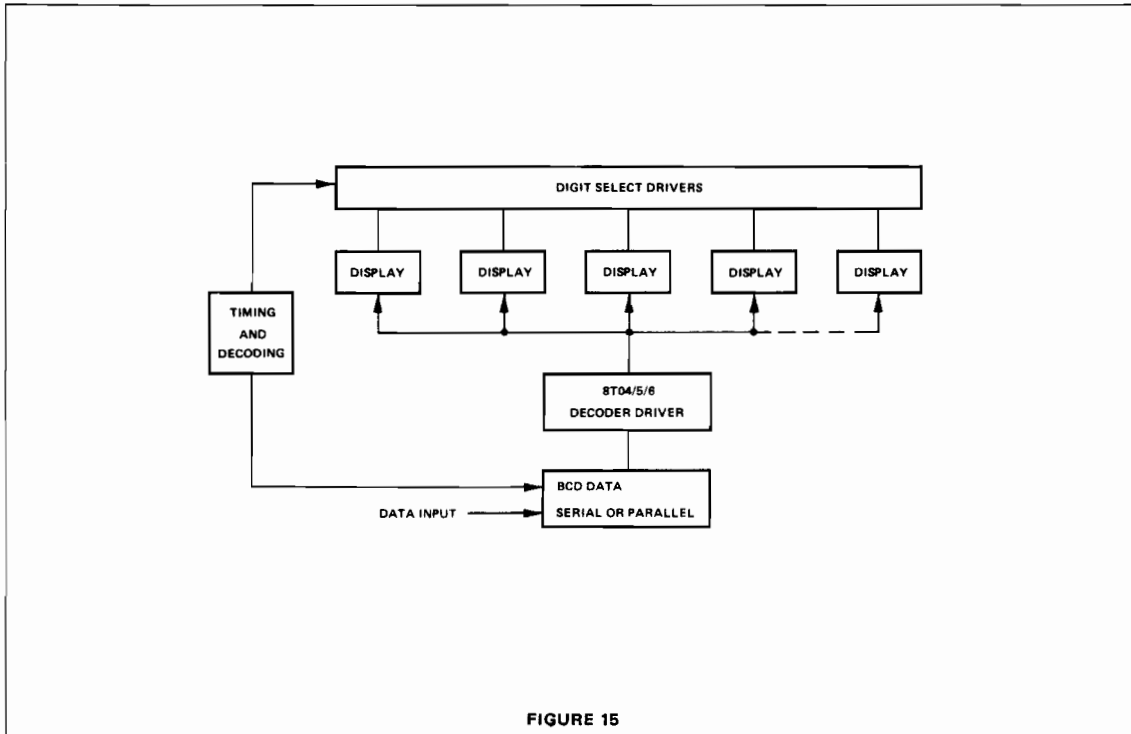 DIGIT SELECT DRIVERS
DISPLAY
DISPLAY
DISPLAY
DISPLAY
DISPLAY
TIMING
AND
DECODING
8T04/5/6
DECODER DRIVER
BCD DATA
DATA INPUT
SERIAL OR PARALLEL
FIGURE 15